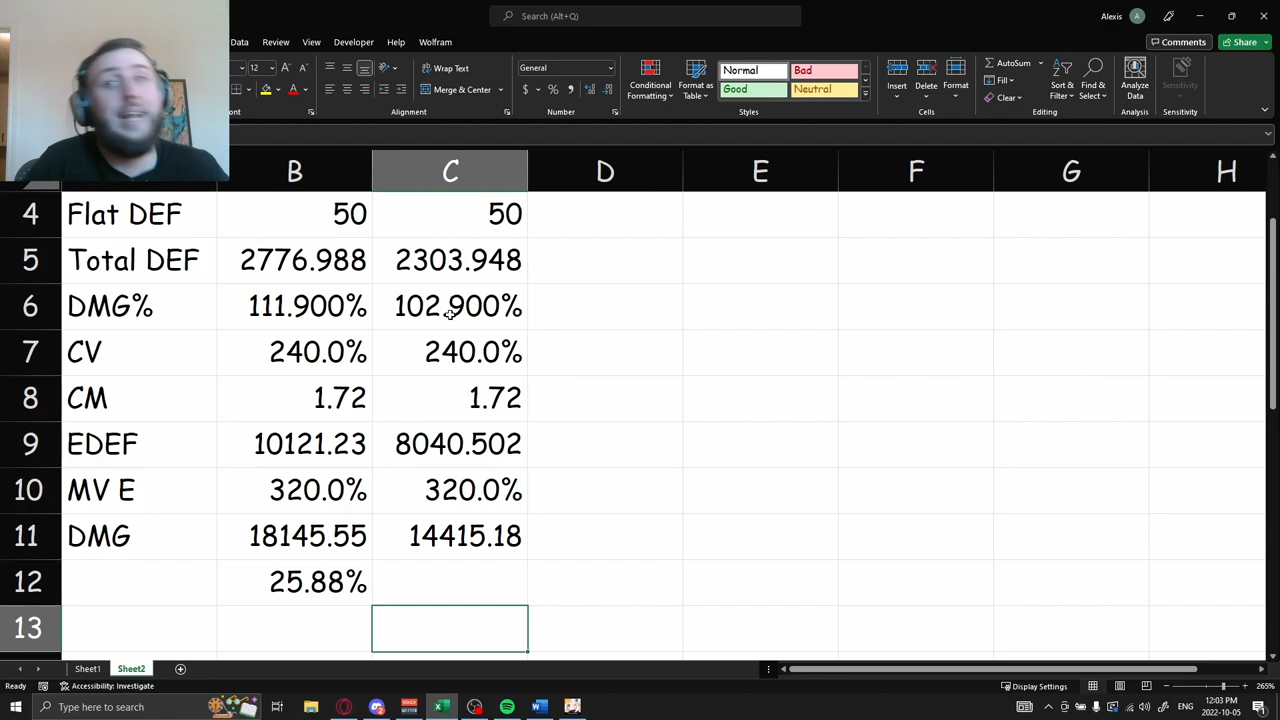 Search (Alt+Q)
Alexis A
Data Review View Developer Help Wolfram
Comments Share
12 A A Wrap Text General Normal Bad AutoSum
Merge & Center $ % Good Neutral Conditional Formatting Format as Table Insert Delete Format Fill Clear Sort & Filter Find & Select Analyze Data Sensitivity
Alignment Number Styles Cells Editing Analysis Sensitivity
B C D E F G H
4 Flat DEF 50 50
5 Total DEF 2776.988 2303.948
6 DMG% 111.900% 102.900%
7 CV 240.0% 240.0%
8 CM 1.72 1.72
9 EDEF 10121.23 8040.502
10 MV E 320.0% 320.0%
11 DMG 18145.55 14415.18
12 25.88%
13
Sheet1 Sheet2
Ready Accessibility: Investigate Display Settings 265%
Type here to search ENG 12:03 PM
2022-10-05